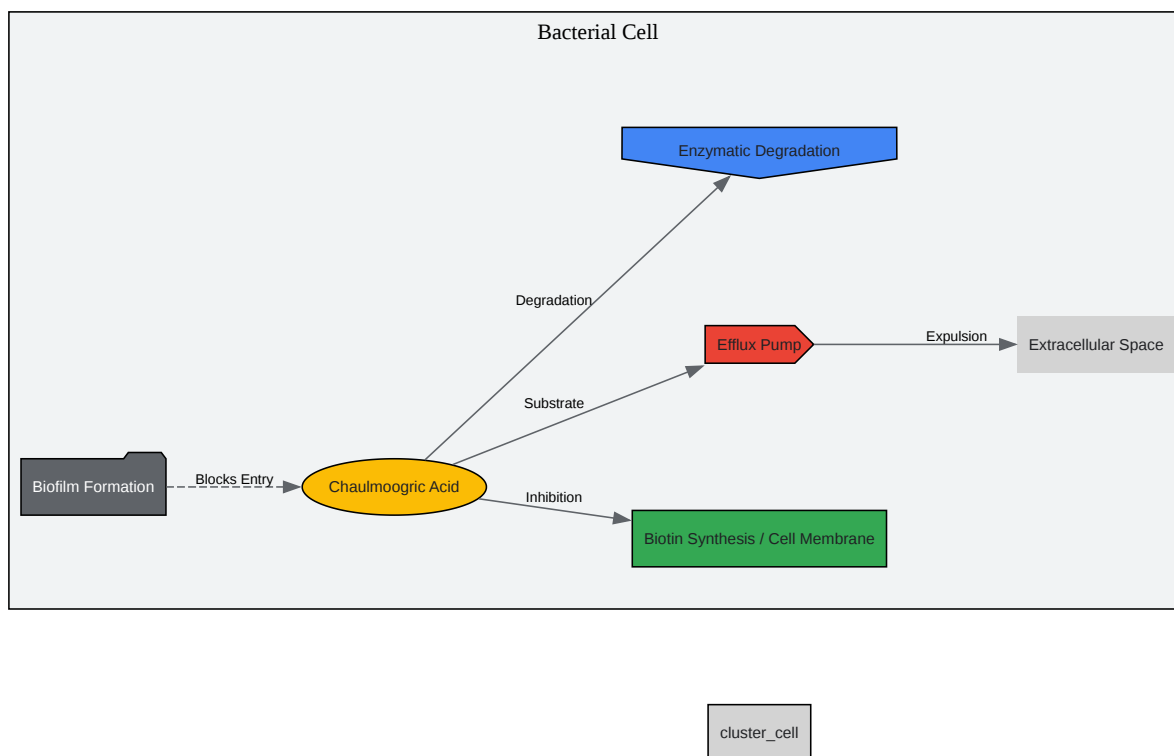 Bacterial Cell
Enzymatic Degradation
Degradation
Efflux Pump
Expulsion
Extracellular Space
Substrate
Biofilm Formation
Blocks Entry
Chaulmoogric Acid
Inhibition
Biotin Synthesis / Cell Membrane
cluster_cell